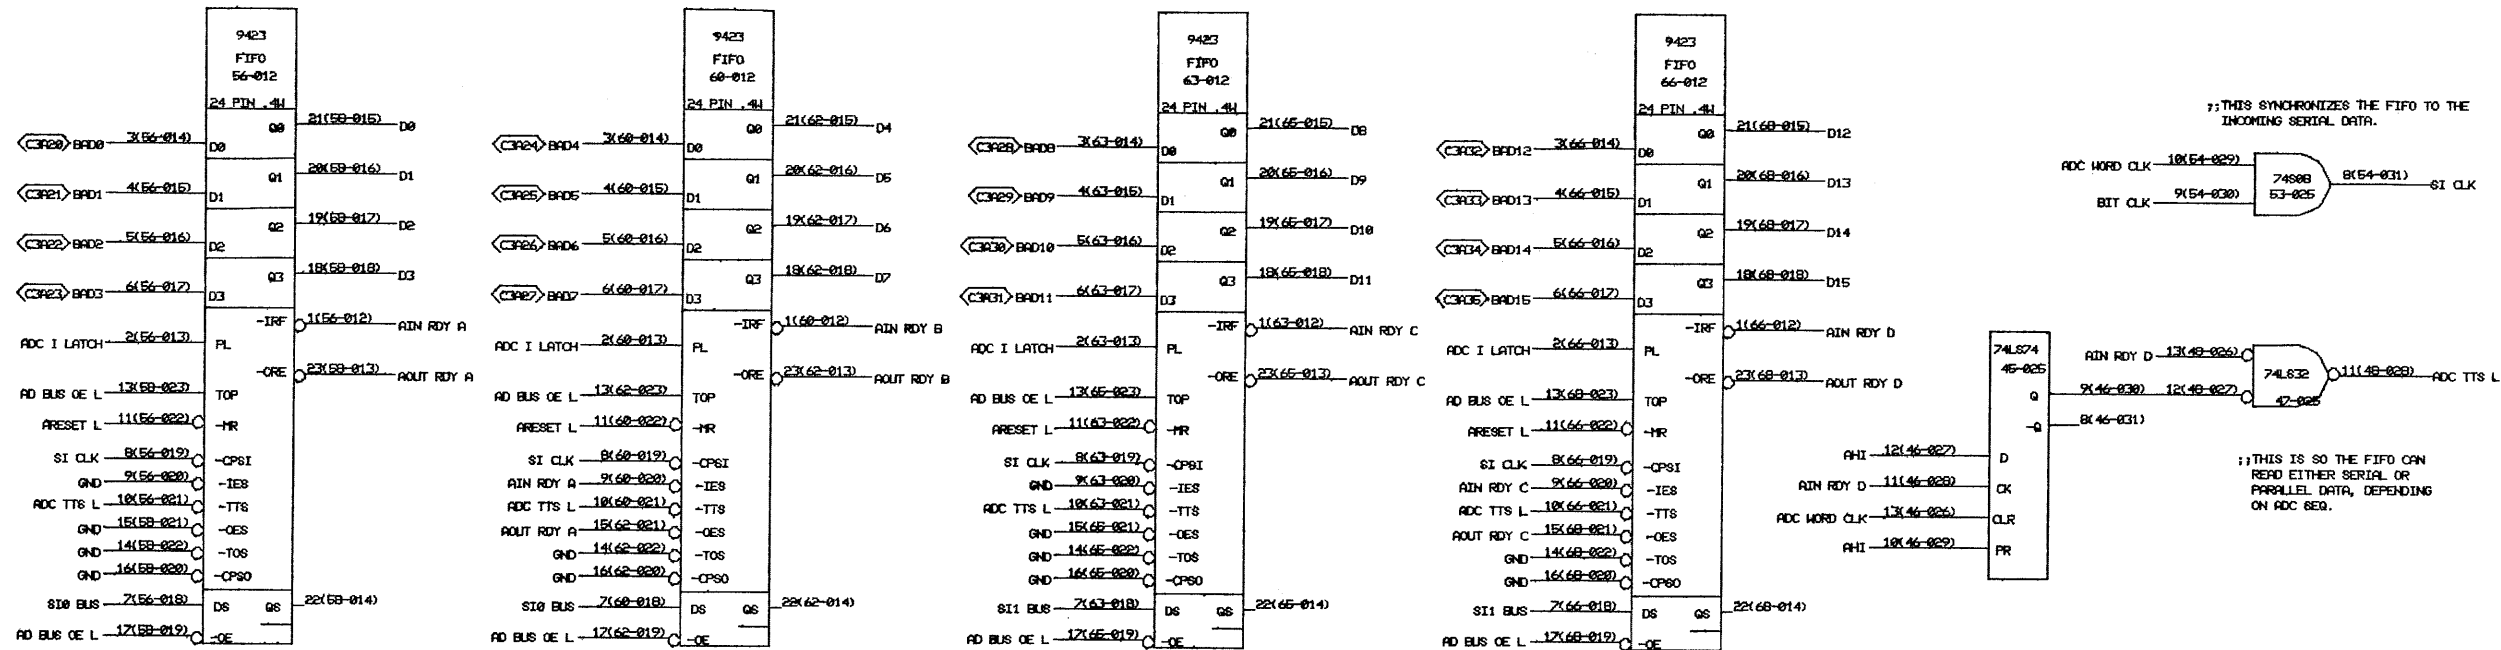 9423
FIFO
56-012
24 PIN .4W
C3A20 BAD0 3(56-014) D0 Q0 21(58-015) D0
C3A21 BAD1 4(56-015) D1 Q1 20(58-016) D1
C3A22 BAD2 5(56-016) D2 Q2 19(58-017) D2
C3A23 BAD3 6(56-017) D3 Q3 18(58-018) D3
-IRF 1(56-012) AIN RDY A
ADC I LATCH 2(56-013) PL
-ORE 23(58-013) AOUT RDY A
AD BUS OE L 13(58-023) TOP
ARESET L 11(56-022) -MR
SI CLK 8(56-019) -CPSI
GND 9(56-020) -IES
ADC TTS L 10(56-021) -TTS
GND 15(58-021) -OES
GND 14(58-022) -TOS
GND 16(58-020) -CPSO
SI0 BUS 7(56-018) DS QS 22(58-014)
AD BUS OE L 17(58-019) -OE
9423
FIFO
60-012
24 PIN .4W
C3A24 BAD4 3(60-014) D0 Q0 21(62-015) D4
C3A25 BAD5 4(60-015) D1 Q1 20(62-016) D5
C3A26 BAD6 5(60-016) D2 Q2 19(62-017) D6
C3A27 BAD7 6(60-017) D3 Q3 18(62-018) D7
-IRF 1(60-012) AIN RDY B
ADC I LATCH 2(60-013) PL
-ORE 23(62-013) AOUT RDY B
AD BUS OE L 13(62-023) TOP
ARESET L 11(60-022) -MR
SI CLK 8(60-019) -CPSI
AIN RDY A 9(60-020) -IES
ADC TTS L 10(60-021) -TTS
AOUT RDY A 15(62-021) -OES
GND 14(62-022) -TOS
GND 16(62-020) -CPSO
SI0 BUS 7(60-018) DS QS 22(62-014)
AD BUS OE L 17(62-019) -OE
9423
FIFO
63-012
24 PIN .4W
C3A28 BAD8 3(63-014) D0 Q0 21(65-015) D8
C3A29 BAD9 4(63-015) D1 Q1 20(65-016) D9
C3A30 BAD10 5(63-016) D2 Q2 19(65-017) D10
C3A31 BAD11 6(63-017) D3 Q3 18(65-018) D11
-IRF 1(63-012) AIN RDY C
ADC I LATCH 2(63-013) PL
-ORE 23(65-013) AOUT RDY C
AD BUS OE L 13(65-023) TOP
ARESET L 11(63-022) -MR
SI CLK 8(63-019) -CPSI
GND 9(63-020) -IES
ADC TTS L 10(63-021) -TTS
GND 15(65-021) -OES
GND 14(65-022) -TOS
GND 16(65-020) -CPSO
SI1 BUS 7(63-018) DS QS 22(65-014)
AD BUS OE L 17(65-019) -OE
9423
FIFO
66-012
24 PIN .4W
C3A32 BAD12 3(66-014) D0 Q0 21(68-015) D12
C3A33 BAD13 4(66-015) D1 Q1 20(68-016) D13
C3A34 BAD14 5(66-016) D2 Q2 19(68-017) D14
C3A35 BAD15 6(66-017) D3 Q3 18(68-018) D15
-IRF 1(66-012) AIN RDY D
ADC I LATCH 2(66-013) PL
-ORE 23(68-013) AOUT RDY D
AD BUS OE L 13(68-023) TOP
ARESET L 11(66-022) -MR
SI CLK 8(66-019) -CPSI
AIN RDY C 9(66-020) -IES
ADC TTS L 10(66-021) -TTS
AOUT RDY C 15(68-021) -OES
GND 14(68-022) -TOS
GND 16(68-020) -CPSO
SI1 BUS 7(66-018) DS QS 22(68-014)
AD BUS OE L 17(68-019) -OE
;;THIS SYNCHRONIZES THE FIFO TO THE
INCOMING SERIAL DATA.
ADC WORD CLK 10(54-029)
74S08
53-025
8(54-031) SI CLK
BIT CLK 9(54-030)
74LS74
45-025
Q 9(46-030)
-Q 8(46-031)
AHI 12(46-027) D
AIN RDY D 11(46-028) CK
ADC WORD CLK 13(46-026) CLR
AHI 10(46-029) PR
AIN RDY D 13(48-026)
12(48-027)
74LS32
47-025
11(48-028) ADC TTS L
;;THIS IS SO THE FIFO CAN
READ EITHER SERIAL OR
PARALLEL DATA, DEPENDING
ON ADC SEQ.